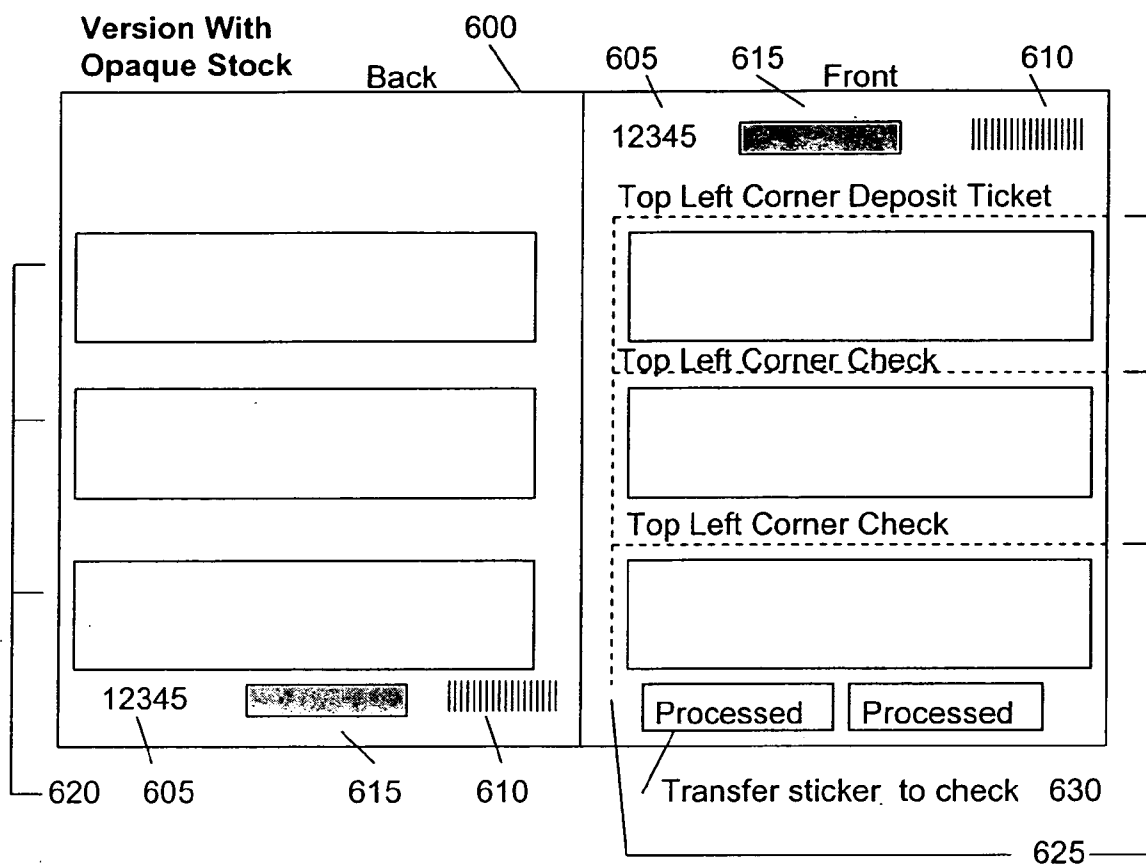 Version With
Opaque Stock
600
Back
605
615
Front
610
12345
Top Left Corner Deposit Ticket
Top Left Corner Check
Top Left Corner Check
12345
Processed
Processed
620
605
615
610
Transfer sticker to check 630
625